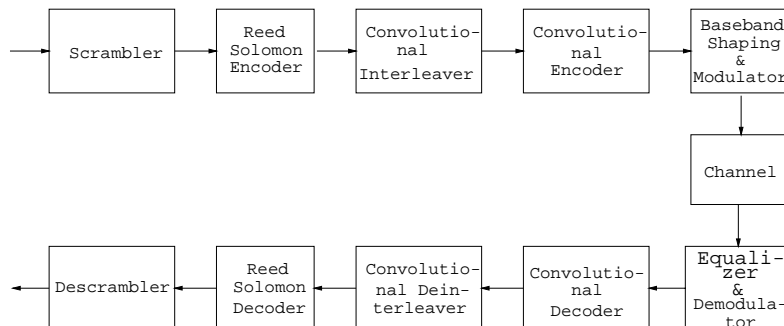 Scrambler
Reed
Solomon
Encoder
Convolutio-
nal
Interleaver
Convolutio-
nal
Encoder
Baseband
Shaping
&
Modulator
Channel
Equali-
zer
&
Demodula-
tor
Convolutio-
nal
Decoder
Convolutio-
nal Dein-
terleaver
Reed
Solomon
Decoder
Descrambler